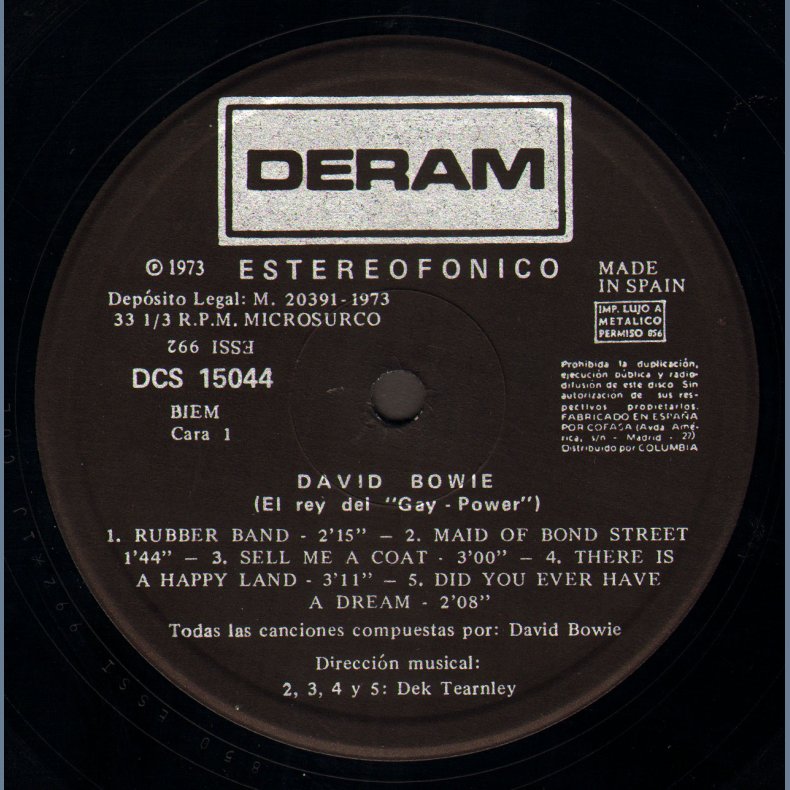 DERAM
Ⓟ 1973 ESTEREOFONICO
MADE
IN SPAIN
Depósito Legal: M. 20391-1973
33 1/3 R.P.M. MICROSURCO
ESSI 992
DCS 15044
BIEM
Cara 1
IMP. LUJO A
METALICO
PERMISO 856
Prohibida la duplicación,
ejecución pública y radio-
difusión de este disco Sin
autorización de sus res-
pectivos propietarios.
FABRICADO EN ESPAÑA
POR COFASA (Avda Amé-
rica, s/n - Madrid - 27)
Distribuido por COLUMBIA
DAVID BOWIE
(El rey del "Gay - Power")
1. RUBBER BAND - 2'15" — 2. MAID OF BOND STREET
1'44" — 3. SELL ME A COAT - 3'00" — 4. THERE IS
A HAPPY LAND - 3'11" — 5. DID YOU EVER HAVE
A DREAM - 2'08"
Todas las canciones compuestas por: David Bowie
Dirección musical:
2, 3, 4 y 5: Dek Tearnley